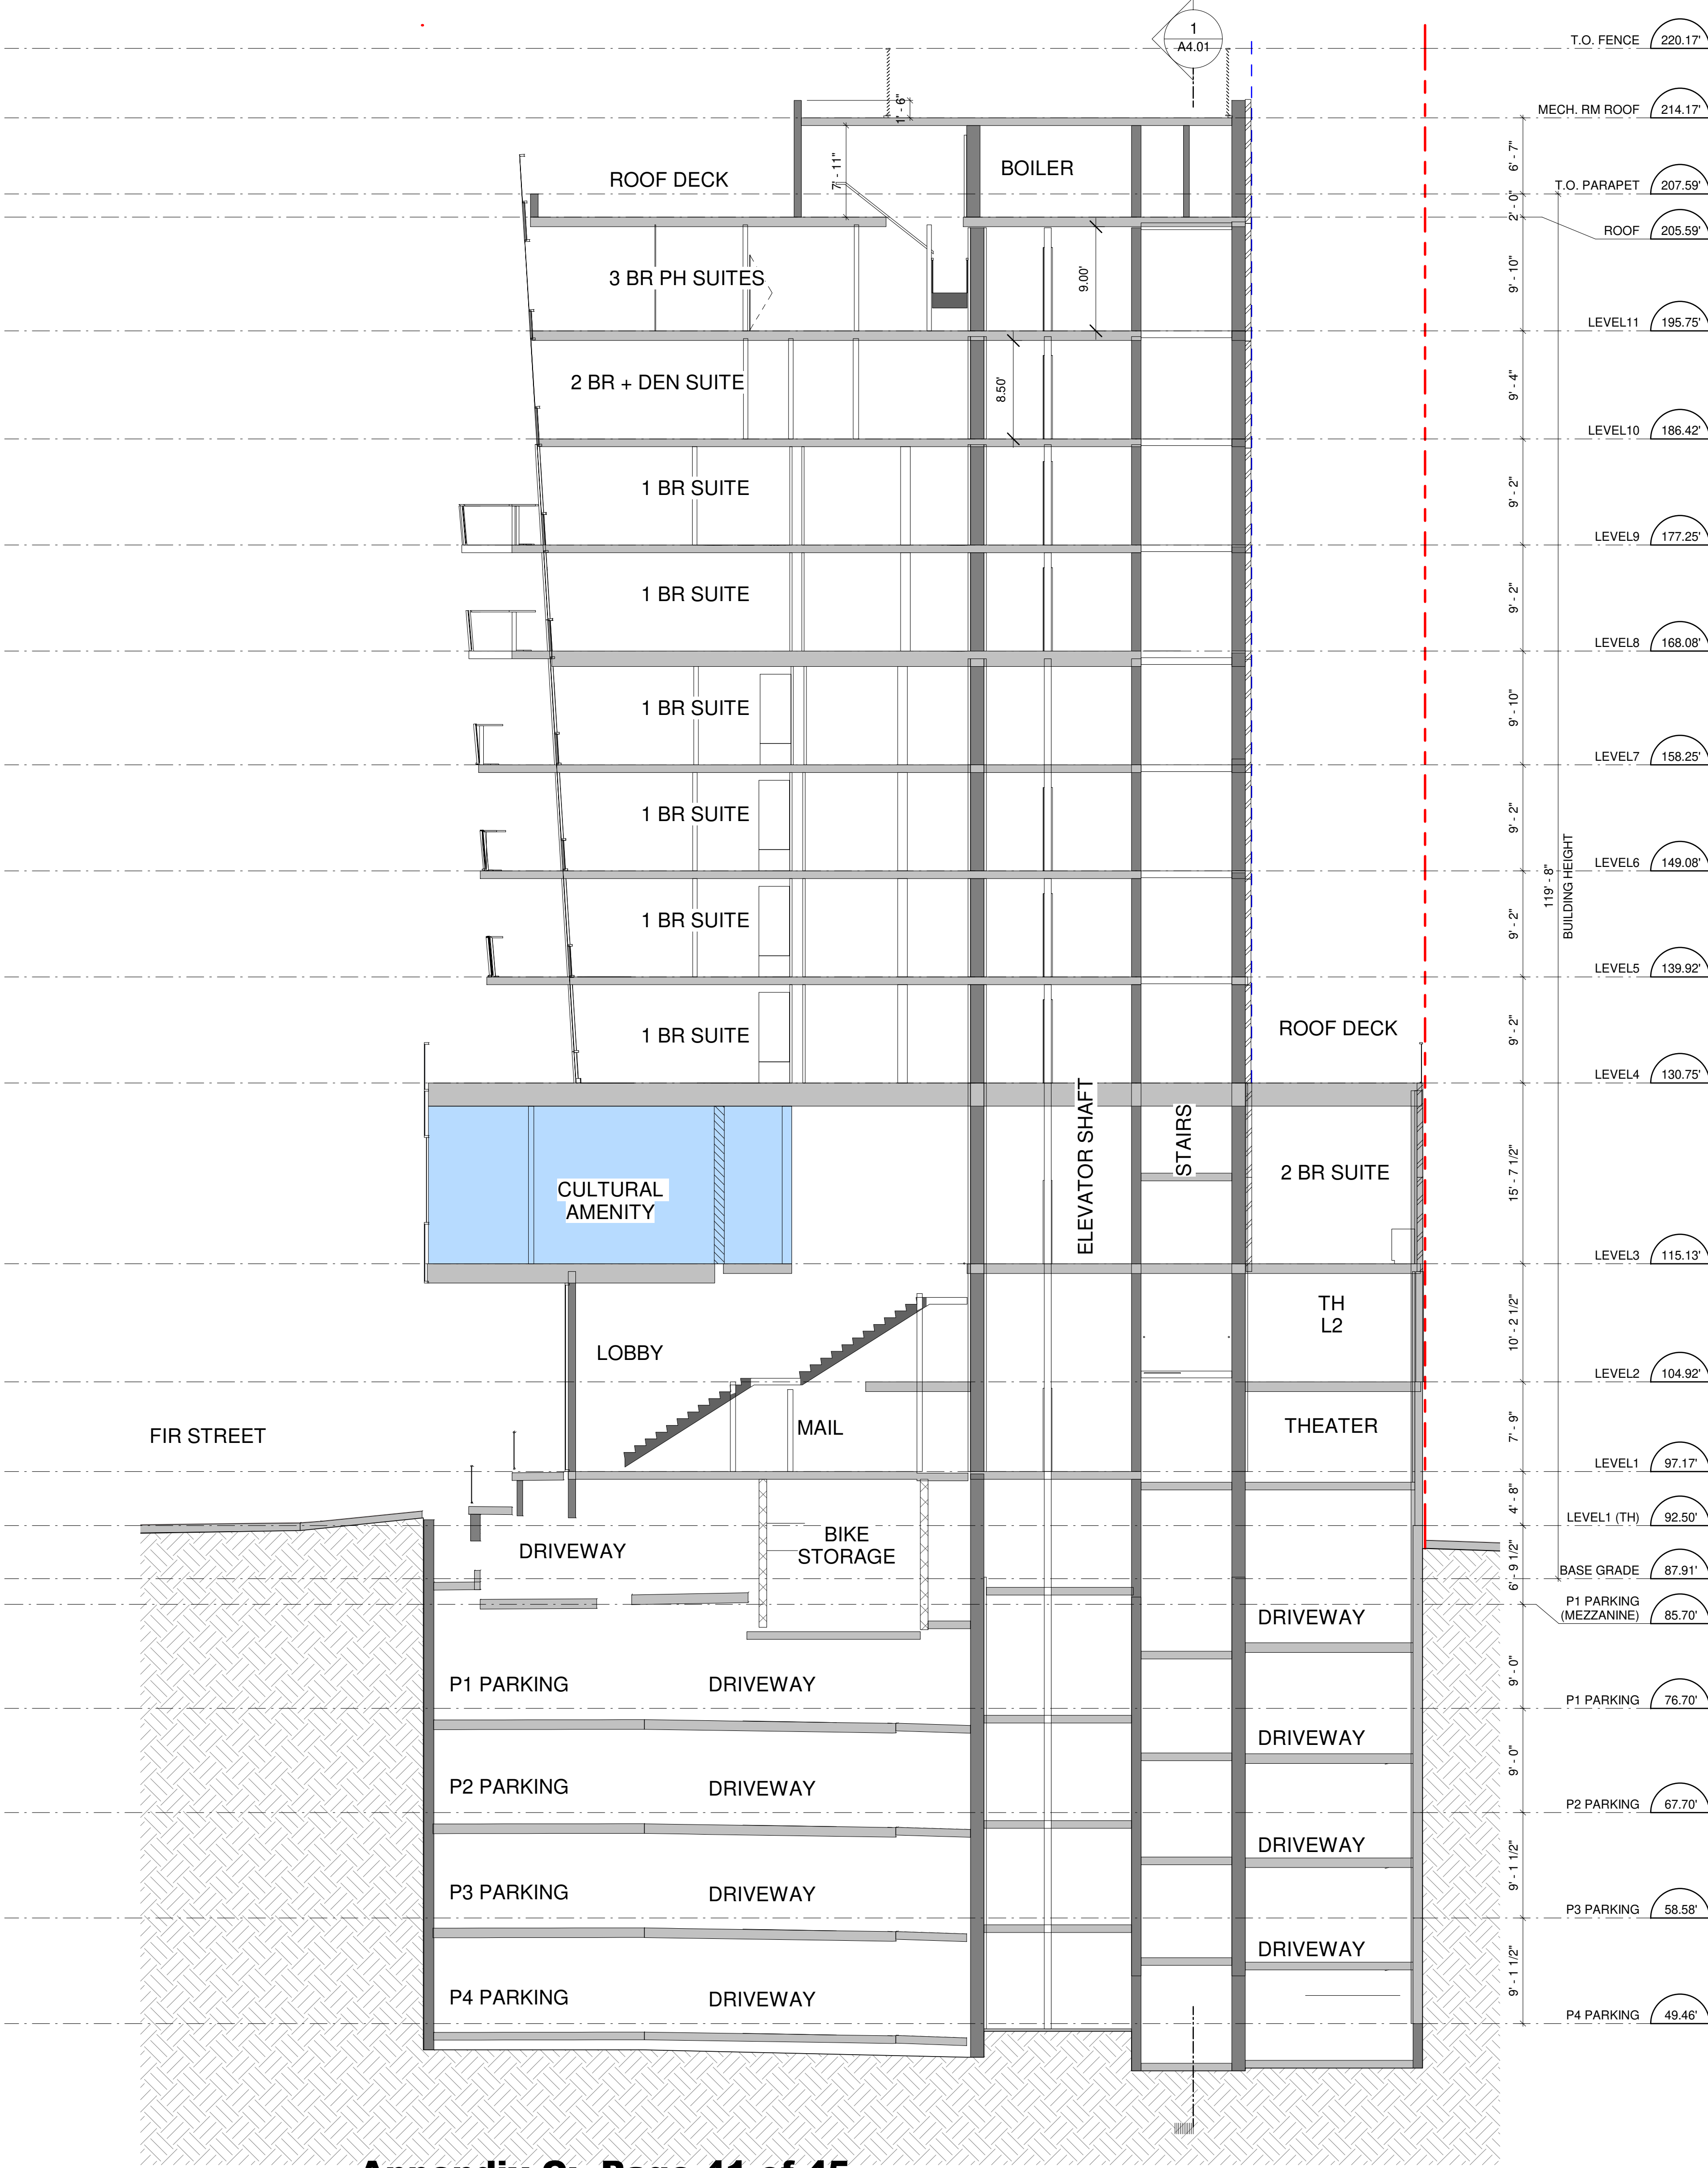 1
A4.01
T.O. FENCE 220.17'
1' - 6"
MECH. RM ROOF 214.17'
7' - 11"
BOILER
6' - 7"
ROOF DECK
T.O. PARAPET 207.59'
2' - 0"
ROOF 205.59'
3 BR PH SUITES
9.00'
9' - 10"
LEVEL11 195.75'
2 BR + DEN SUITE
8.50'
9' - 4"
LEVEL10 186.42'
1 BR SUITE
9' - 2"
LEVEL9 177.25'
1 BR SUITE
9' - 2"
LEVEL8 168.08'
1 BR SUITE
9' - 10"
LEVEL7 158.25'
1 BR SUITE
9' - 2"
LEVEL6 149.08'
119' - 8"
BUILDING HEIGHT
1 BR SUITE
9' - 2"
LEVEL5 139.92'
1 BR SUITE
ROOF DECK
9' - 2"
LEVEL4 130.75'
ELEVATOR SHAFT
STAIRS
2 BR SUITE
15' - 7 1/2"
CULTURAL
AMENITY
LEVEL3 115.13'
TH
L2
10' - 2 1/2"
LOBBY
LEVEL2 104.92'
FIR STREET
MAIL
THEATER
7' - 9"
LEVEL1 97.17'
4' - 8"
LEVEL1 (TH) 92.50'
DRIVEWAY
BIKE
STORAGE
6' - 9 1/2"
BASE GRADE 87.91'
P1 PARKING
(MEZZANINE) 85.70'
DRIVEWAY
P1 PARKING DRIVEWAY
9' - 0"
P1 PARKING 76.70'
DRIVEWAY
P2 PARKING DRIVEWAY
9' - 0"
P2 PARKING 67.70'
DRIVEWAY
P3 PARKING DRIVEWAY
9' - 1 1/2"
P3 PARKING 58.58'
DRIVEWAY
P4 PARKING DRIVEWAY
9' - 1 1/2"
P4 PARKING 49.46'
Appendix C: Page 41 of 45